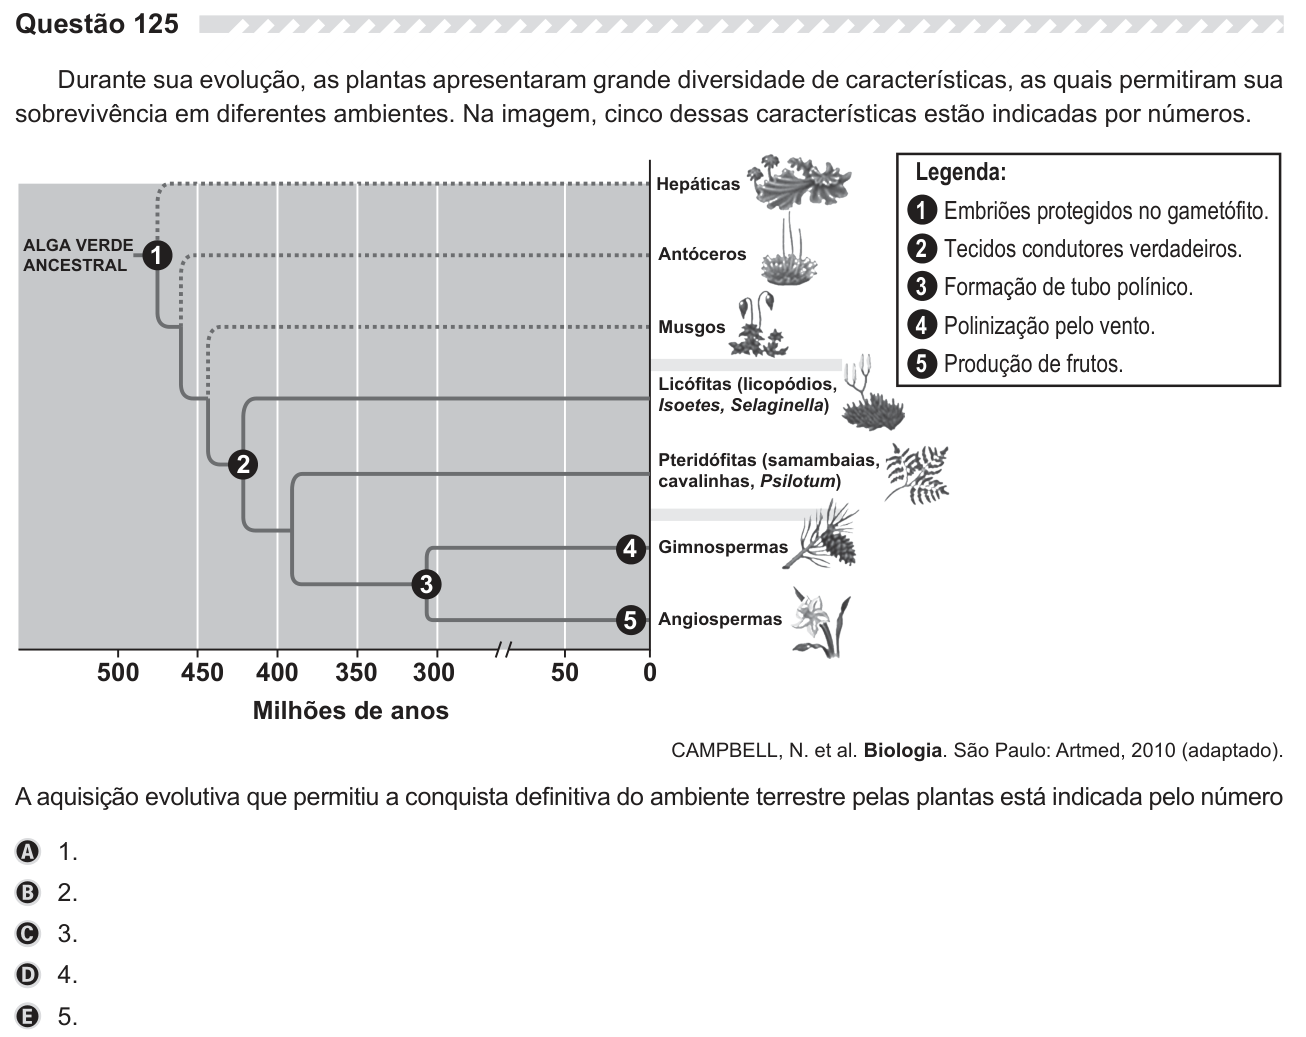 Questão 125
Durante sua evolução, as plantas apresentaram grande diversidade de características, as quais permitiram sua
sobrevivência em diferentes ambientes. Na imagem, cinco dessas características estão indicadas por números.
ALGA VERDE
ANCESTRAL
1
2
3
4
5
Hepáticas
Antóceros
Musgos
Licófitas (licopódios,
Isoetes, Selaginella)
Pteridófitas (samambaias,
cavalinhas, Psilotum)
Gimnospermas
Angiospermas
Legenda:
1 Embriões protegidos no gametófito.
2 Tecidos condutores verdadeiros.
3 Formação de tubo polínico.
4 Polinização pelo vento.
5 Produção de frutos.
500 450 400 350 300 50 0
Milhões de anos
CAMPBELL, N. et al. Biologia. São Paulo: Artmed, 2010 (adaptado).
A aquisição evolutiva que permitiu a conquista definitiva do ambiente terrestre pelas plantas está indicada pelo número
A 1.
B 2.
C 3.
D 4.
E 5.